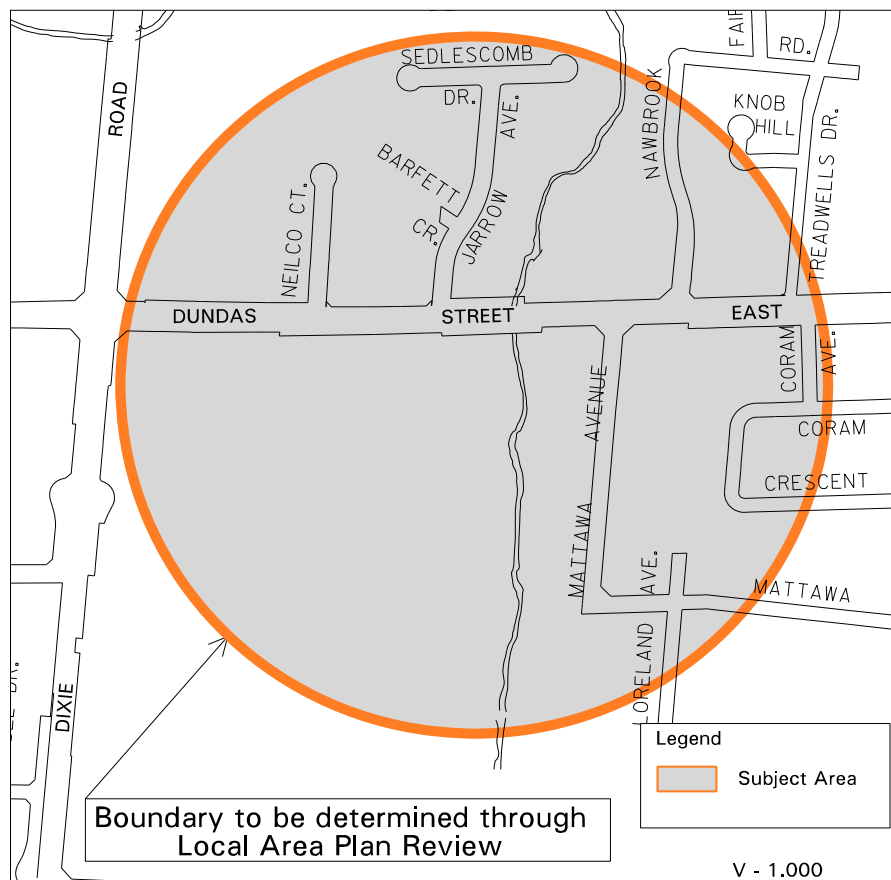 SEDLESCOMB
DR.
AVE.
JARROW
BARFETT
CR.
NEILCO CT.
NAWBROOK
FAIR
RD.
KNOB
HILL
TREADWELLS DR.
ROAD
DUNDAS STREET EAST
CORAM
AVE.
CORAM
CRESCENT
MATTAWA
AVENUE
MATTAWA
LORELAND
AVE.
DIXIE
DR.
Boundary to be determined through
Local Area Plan Review
Legend
Subject Area
V - 1.000